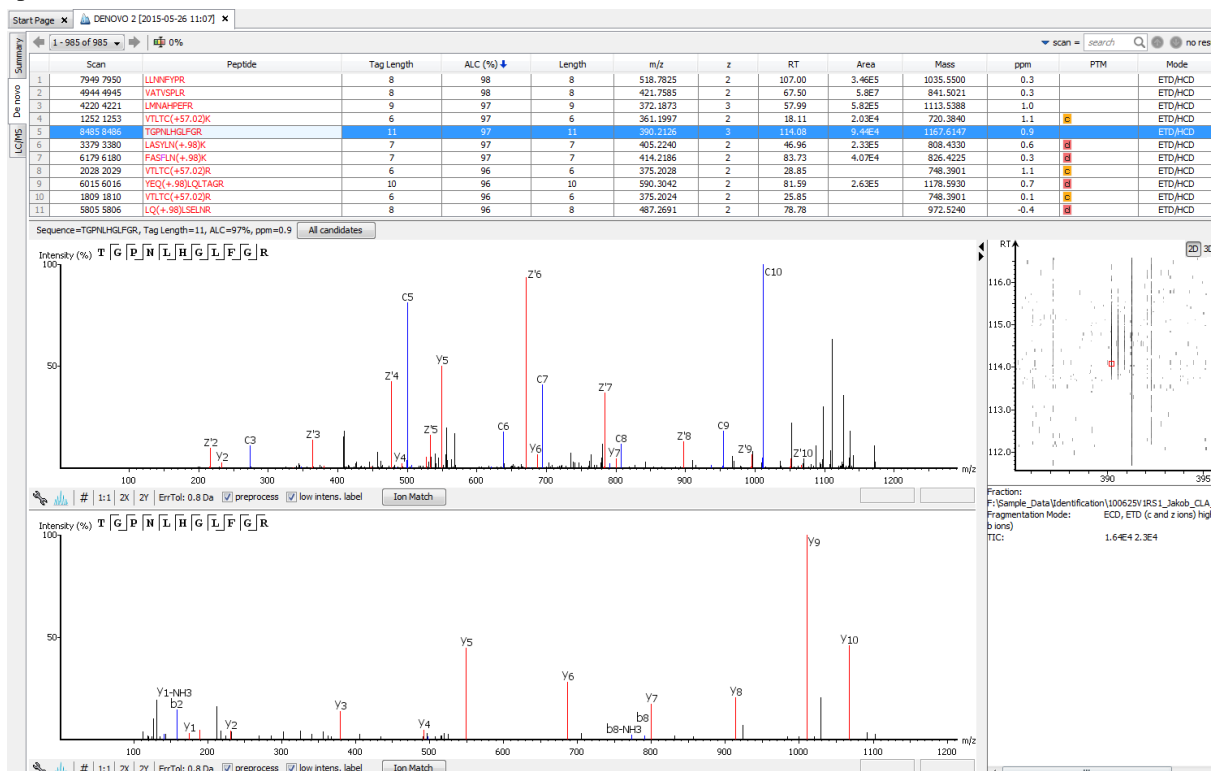 Start Page DENOVO 2 [2015-05-26 11:07]
1 - 985 of 985 0% scan = search no res
Summary
De novo
LC/MS
Scan Peptide Tag Length ALC (%) Length m/z z RT Area Mass ppm PTM Mode
1 7949 7950 LLNNFYPR 8 98 8 518.7825 2 107.00 3.46E5 1035.5500 0.3 ETD/HCD
2 4944 4945 VATVSPLR 8 98 8 421.7585 2 67.50 5.8E7 841.5021 0.3 ETD/HCD
3 4220 4221 LMNAHPEFR 9 97 9 372.1873 3 57.99 5.82E5 1113.5388 1.0 ETD/HCD
4 1252 1253 VTLTC(+57.02)K 6 97 6 361.1997 2 18.11 2.03E4 720.3840 1.1 c ETD/HCD
5 8485 8486 TGPNLHGLFGR 11 97 11 390.2126 3 114.08 9.44E4 1167.6147 0.9 ETD/HCD
6 3379 3380 LASYLN(+.98)K 7 97 7 405.2240 2 46.96 2.33E5 808.4330 0.6 d ETD/HCD
7 6179 6180 FASFLN(+.98)K 7 97 7 414.2186 2 83.73 4.07E4 826.4225 0.3 d ETD/HCD
8 2028 2029 VTLTC(+57.02)R 6 96 6 375.2028 2 28.85 748.3901 1.1 c ETD/HCD
9 6015 6016 YEQ(+.98)LQLTAGR 10 96 10 590.3042 2 81.59 2.63E5 1178.5930 0.7 d ETD/HCD
10 1809 1810 VTLTC(+57.02)R 6 96 6 375.2024 2 25.85 748.3901 0.1 c ETD/HCD
11 5805 5806 LQ(+.98)LSELNR 8 96 8 487.2691 2 78.78 972.5240 -0.4 d ETD/HCD
Sequence=TGPNLHGLFGR, Tag Length=11, ALC=97%, ppm=0.9 All candidates
Intensity (%) T G P N L H G L F G R
100
50
z'2 y2 c3 z'3 z'4 y4 c5 z'5 y5 c6 z'6 y6 c7 z'7 y7 c8 z'8 c9 z'9 c10 z'10
100 200 300 400 500 600 700 800 900 1000 1100 1200 m/z
# 1:1 2X 2Y ErrTol: 0.8 Da preprocess low intens. label Ion Match
Intensity (%) T G P N L H G L F G R
100
50
y1-NH3 b2 y1 y2 y3 y4 y5 y6 b8-NH3 b8 y7 y8 y9 y10
100 200 300 400 500 600 700 800 900 1000 1100 1200 m/z
# 1:1 2X 2Y ErrTol: 0.8 Da preprocess low intens. label Ion Match
RT 2D 3D
116.0
115.0
114.0
113.0
112.0
390 395
Fraction:
F:\Sample_Data\Identification\100625V1RS1_Jakob_CLA_
Fragmentation Mode: ECD, ETD (c and z ions) high
b ions)
TIC: 1.64E4 2.3E4